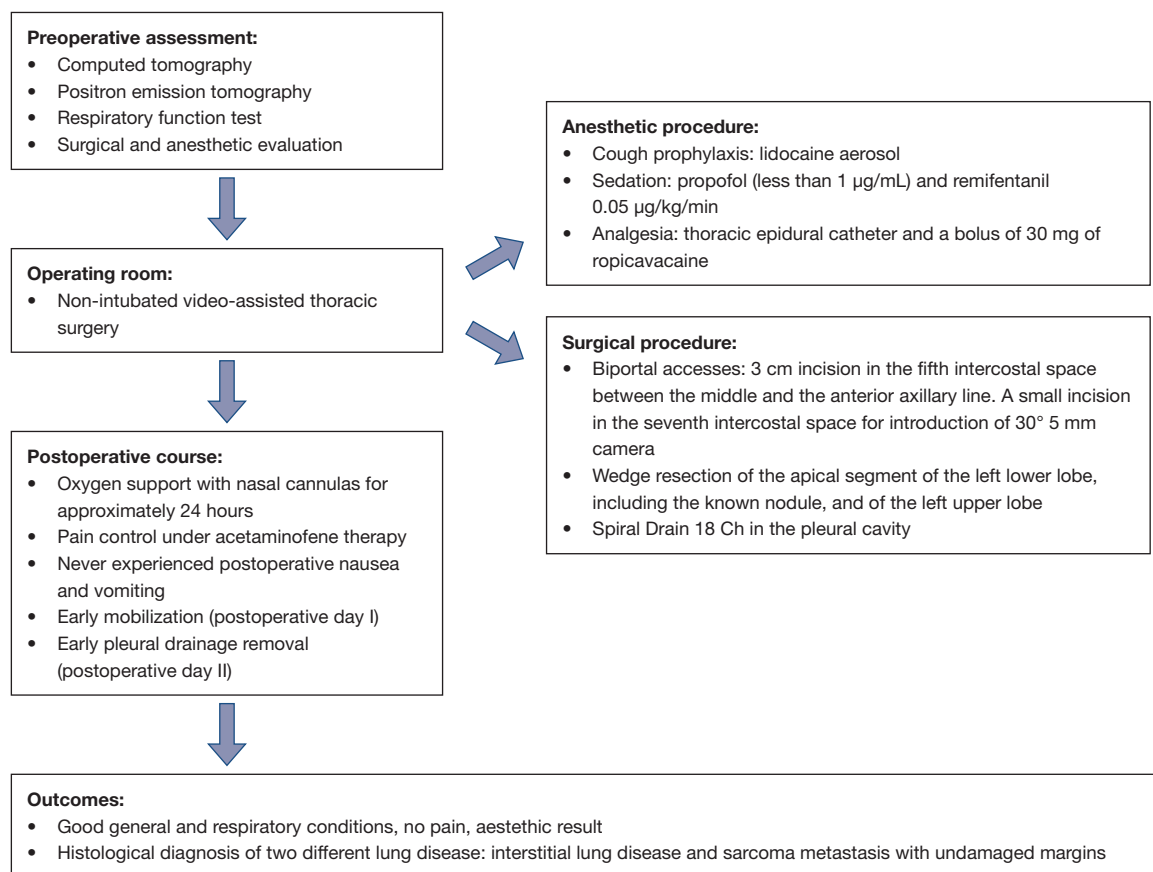 Preoperative assessment:
• Computed tomography
• Positron emission tomography
• Respiratory function test
• Surgical and anesthetic evaluation
Operating room:
• Non-intubated video-assisted thoracic
surgery
Anesthetic procedure:
• Cough prophylaxis: lidocaine aerosol
• Sedation: propofol (less than 1 µg/mL) and remifentanil
0.05 µg/kg/min
• Analgesia: thoracic epidural catheter and a bolus of 30 mg of
ropicavacaine
Surgical procedure:
• Biportal accesses: 3 cm incision in the fifth intercostal space
between the middle and the anterior axillary line. A small incision
in the seventh intercostal space for introduction of 30° 5 mm
camera
• Wedge resection of the apical segment of the left lower lobe,
including the known nodule, and of the left upper lobe
• Spiral Drain 18 Ch in the pleural cavity
Postoperative course:
• Oxygen support with nasal cannulas for
approximately 24 hours
• Pain control under acetaminofene therapy
• Never experienced postoperative nausea
and vomiting
• Early mobilization (postoperative day I)
• Early pleural drainage removal
(postoperative day II)
Outcomes:
• Good general and respiratory conditions, no pain, aestethic result
• Histological diagnosis of two different lung disease: interstitial lung disease and sarcoma metastasis with undamaged margins